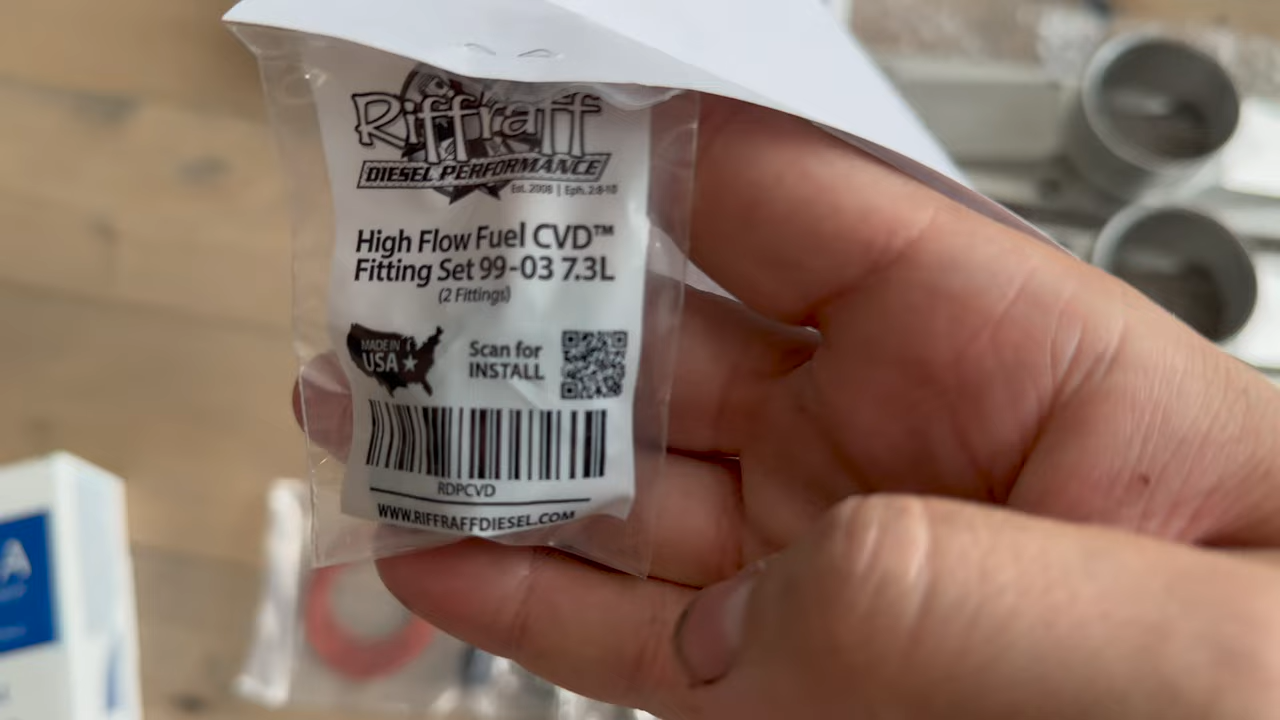 Riffraff
DIESEL PERFORMANCE
Est. 2008 | Eph. 2:8-10
High Flow Fuel CVD™
Fitting Set 99-03 7.3L
(2 Fittings)
MADE IN
USA
Scan for
INSTALL
RDPCVD
WWW.RIFFRAFFDIESEL.COM
A